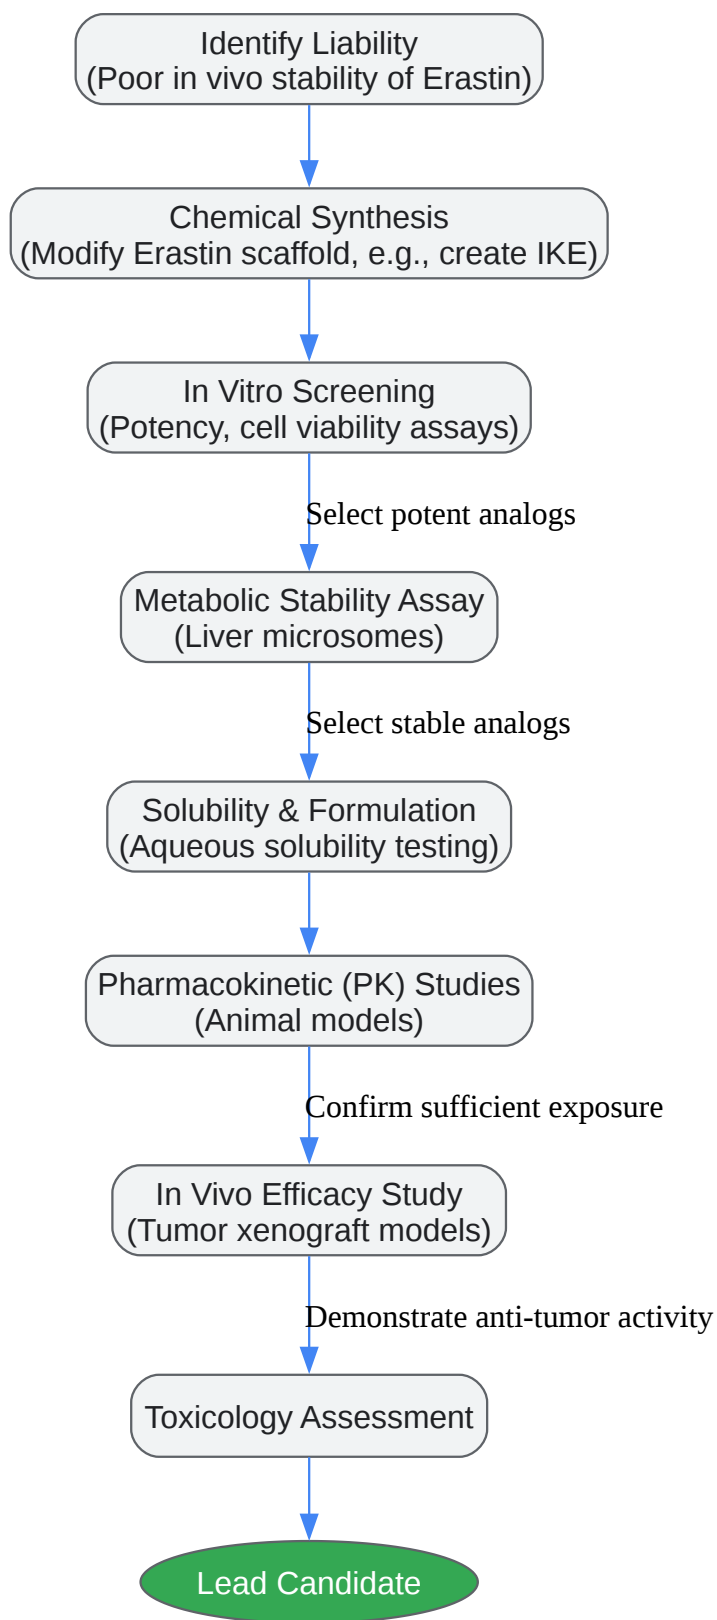 Identify Liability
(Poor in vivo stability of Erastin)
Chemical Synthesis
(Modify Erastin scaffold, e.g., create IKE)
In Vitro Screening
(Potency, cell viability assays)
Select potent analogs
Metabolic Stability Assay
(Liver microsomes)
Select stable analogs
Solubility & Formulation
(Aqueous solubility testing)
Pharmacokinetic (PK) Studies
(Animal models)
Confirm sufficient exposure
In Vivo Efficacy Study
(Tumor xenograft models)
Demonstrate anti-tumor activity
Toxicology Assessment
Lead Candidate